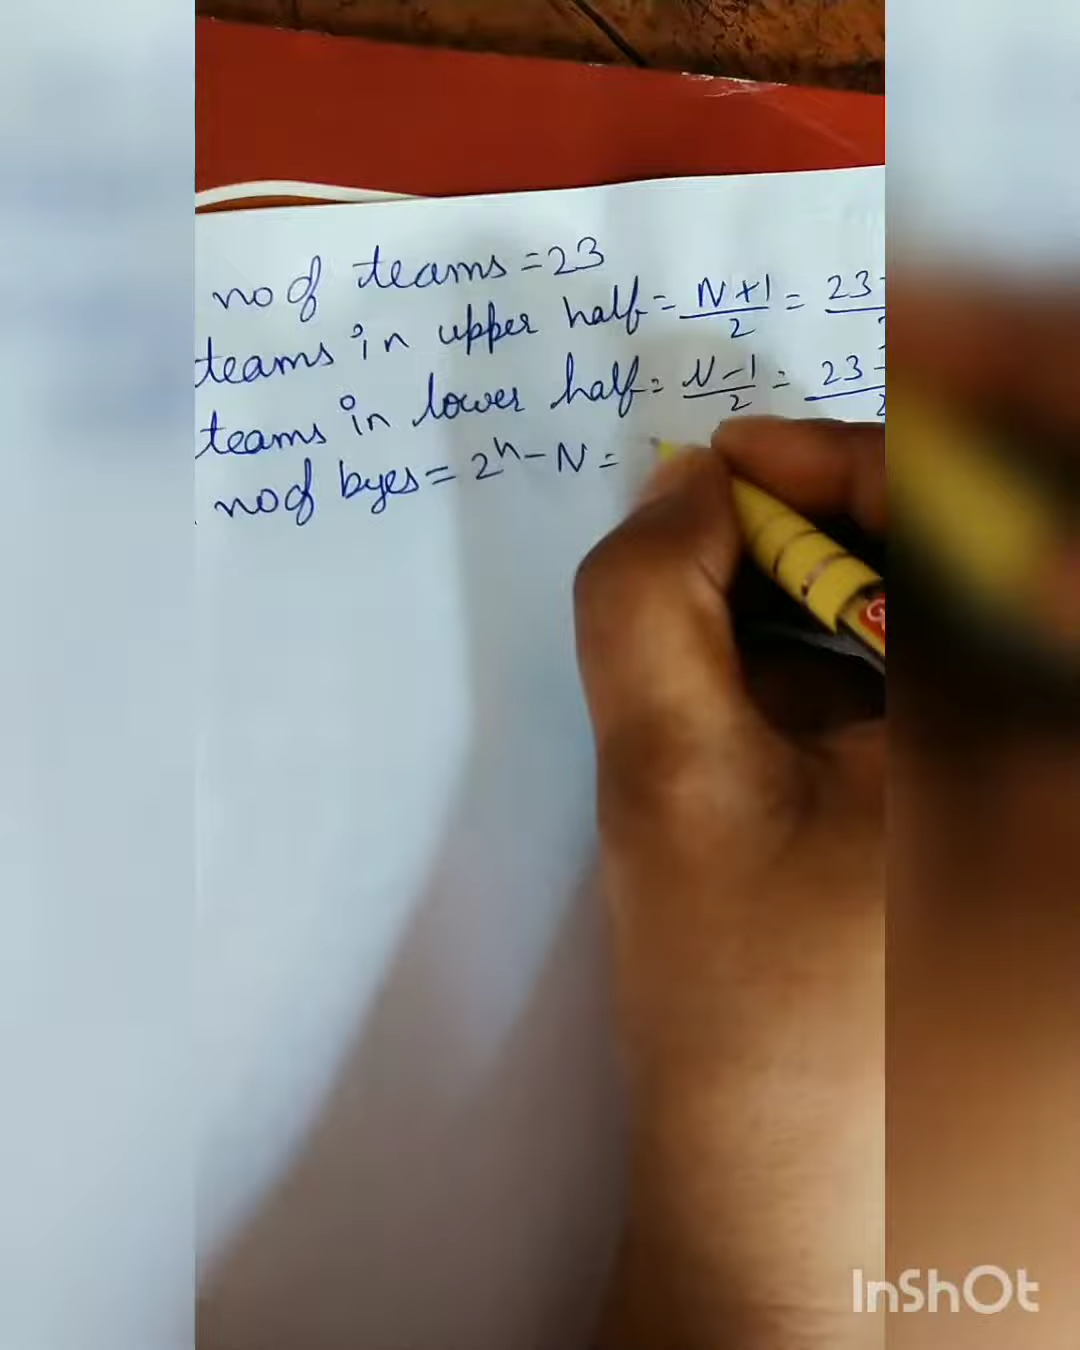 no of teams = 23
teams in upper half = N+1/2 = 23
teams in lower half = N-1/2 = 23-
no of byes = 2ⁿ - N =
InShOt